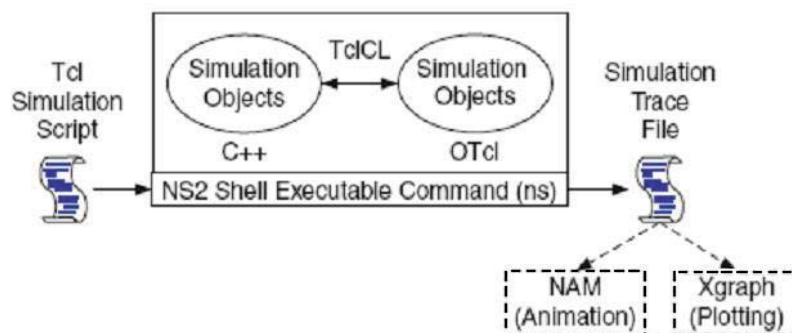 Tcl
Simulation
Script
TclCL
Simulation
Objects
C++
Simulation
Objects
OTcl
NS2 Shell Executable Command (ns)
Simulation
Trace
File
NAM
(Animation)
Xgraph
(Plotting)